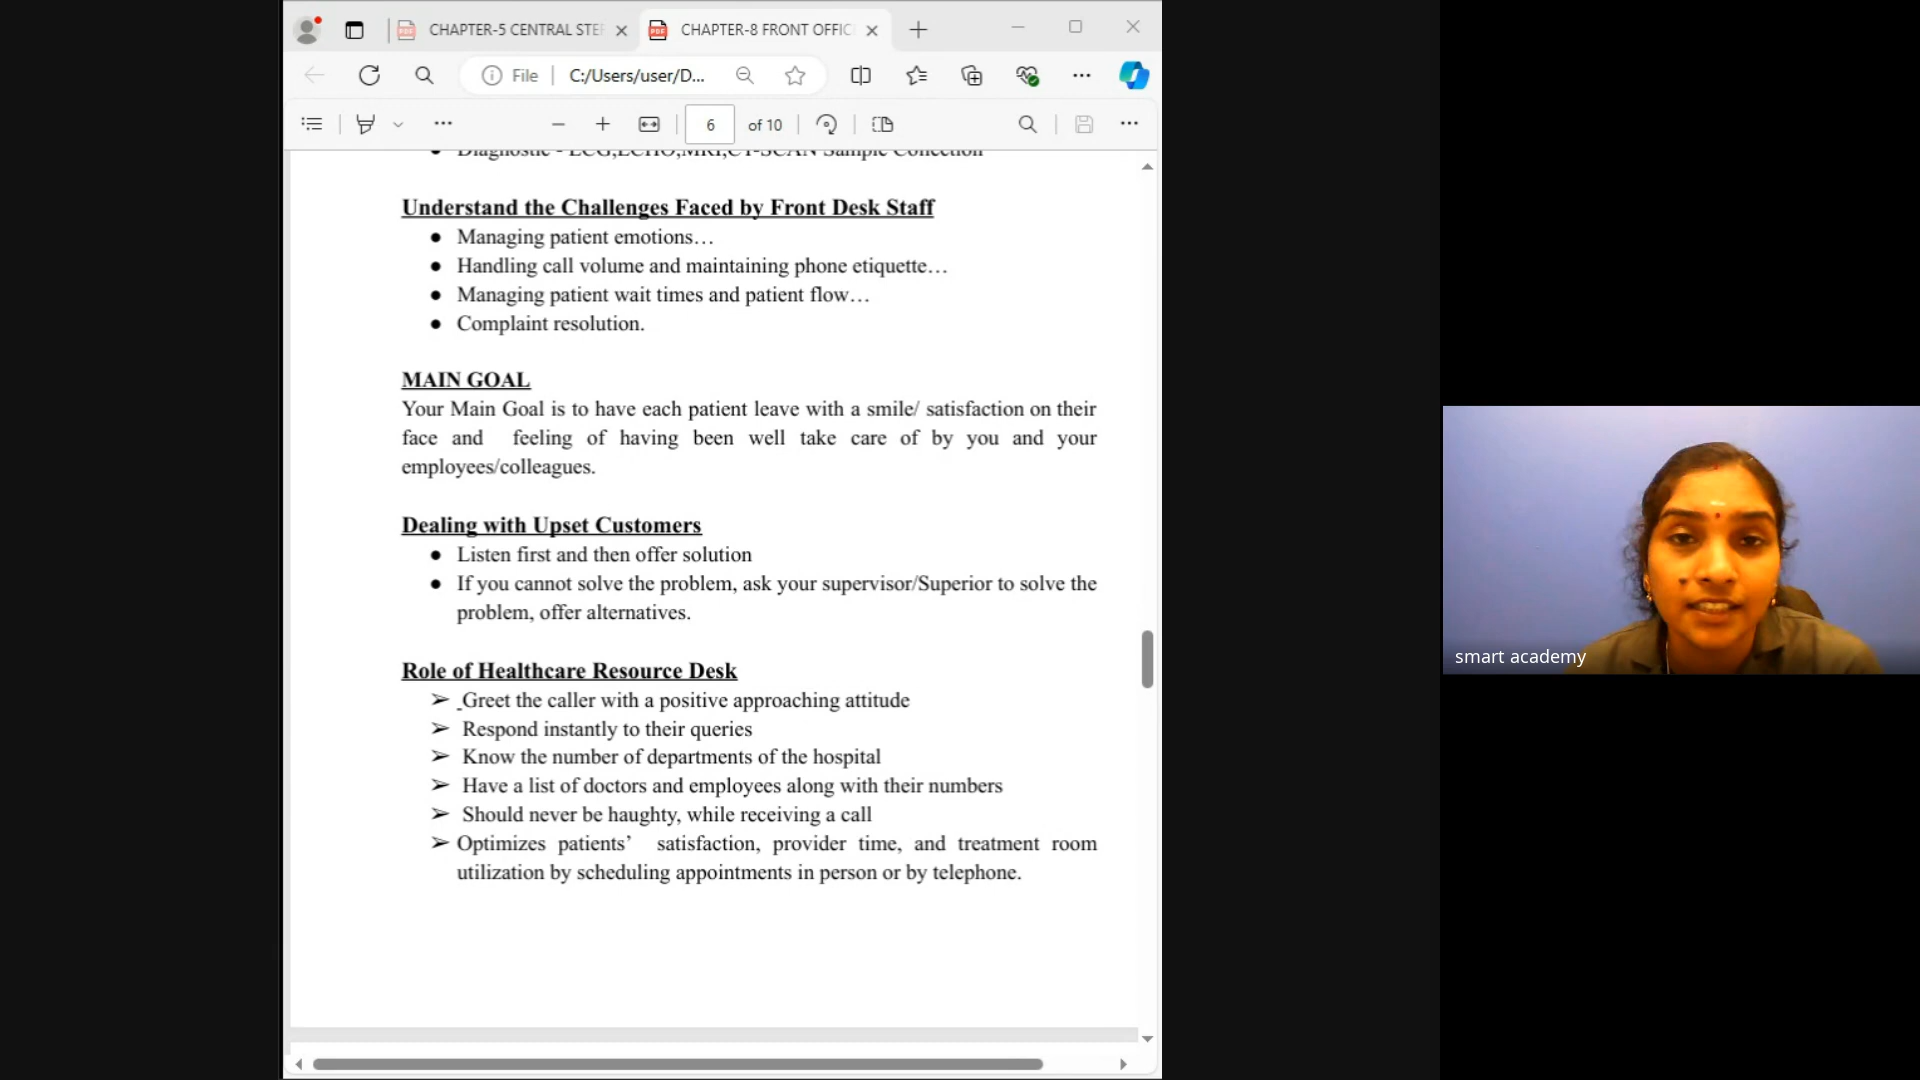 CHAPTER-5 CENTRAL STE
CHAPTER-8 FRONT OFFIC
File
C:/Users/user/D...
6
of 10
Diagnostic - ECG,ECHO,MRI,CT-SCAN Sample Collection
Understand the Challenges Faced by Front Desk Staff
● Managing patient emotions…
● Handling call volume and maintaining phone etiquette…
● Managing patient wait times and patient flow…
● Complaint resolution.
MAIN GOAL
Your Main Goal is to have each patient leave with a smile/ satisfaction on their
face and feeling of having been well take care of by you and your
employees/colleagues.
Dealing with Upset Customers
● Listen first and then offer solution
● If you cannot solve the problem, ask your supervisor/Superior to solve the
problem, offer alternatives.
Role of Healthcare Resource Desk
➢ Greet the caller with a positive approaching attitude
➢ Respond instantly to their queries
➢ Know the number of departments of the hospital
➢ Have a list of doctors and employees along with their numbers
➢ Should never be haughty, while receiving a call
➢ Optimizes patients’ satisfaction, provider time, and treatment room
utilization by scheduling appointments in person or by telephone.
smart academy